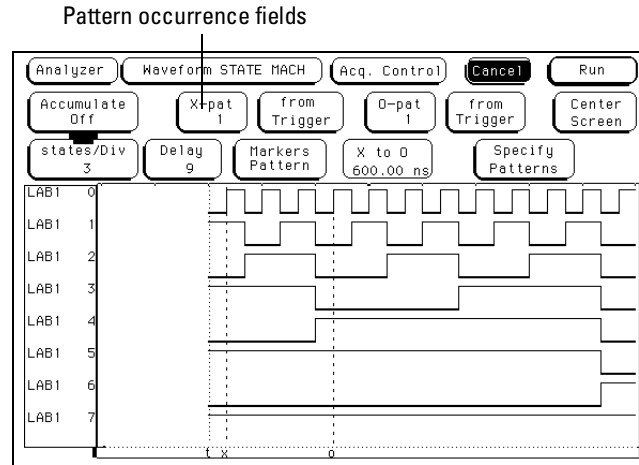 Pattern occurrence fields
Analyzer Waveform STATE MACH Acq. Control Cancel Run
Accumulate Off X-pat 1 from Trigger O-pat 1 from Trigger Center Screen
states/Div 3 Delay 9 Markers Pattern X to O 600.00 ns Specify Patterns
LAB1 0
LAB1 1
LAB1 2
LAB1 3
LAB1 4
LAB1 5
LAB1 6
LAB1 7
t x o